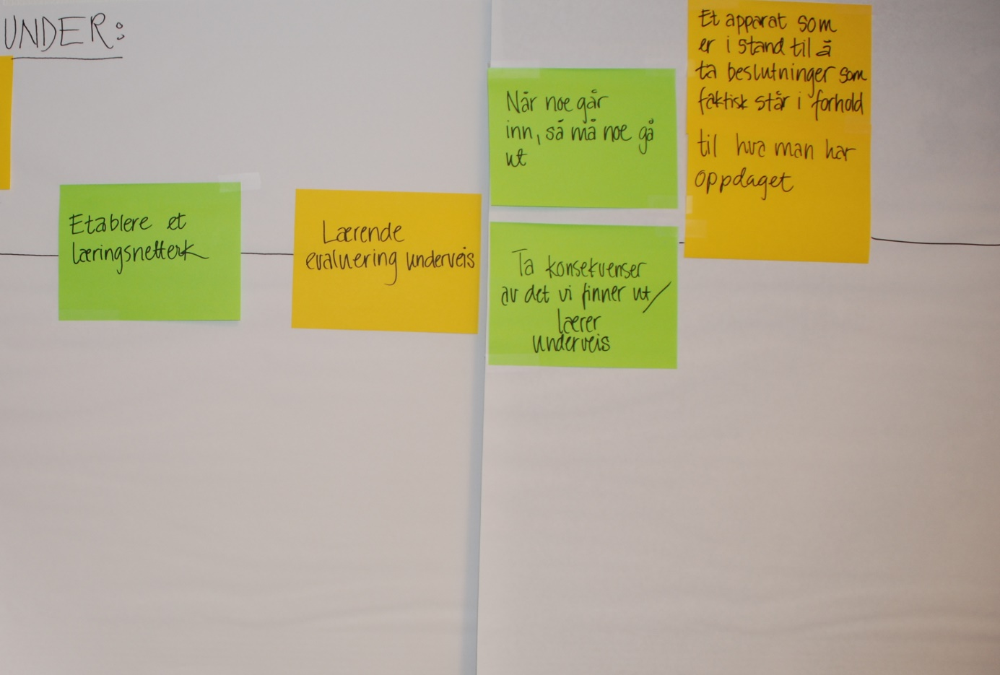 UNDER:
Etablere et
læringsnetterk
Lærende
evaluering underveis
Når noe går
inn, så må noe gå
ut
Ta konsekvenser
av det vi finner ut/
lærer
underveis
Et apparat som
er i stand til å
ta beslutninger som
faktisk står i forhold
til hva man har
oppdaget